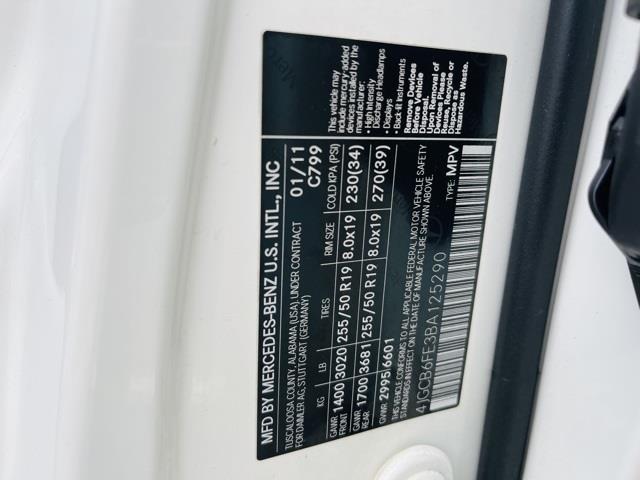 MFD BY MERCEDES-BENZ U.S. INTL., INC
TUSCALOOSA COUNTY, ALABAMA (USA). UNDER CONTRACT
FOR DAIMLER AG, STUTTGART (GERMANY)
01/11
C799
KG LB TIRES RIM SIZE COLD KPA (PSI)
GAWR FRONT 1400 3020 255/50 R19 8.0x19 230(34)
GAWR REAR 1700 3681 255/50 R19 8.0x19 270(39)
GVWR 2995 6601
THIS VEHICLE CONFORMS TO ALL APPLICABLE FEDERAL MOTOR VEHICLE SAFETY
STANDARDS IN EFFECT ON THE DATE OF MANUFACTURE SHOWN ABOVE.
4JGCB6FE3BA125290
TYPE: MPV
This vehicle may
include mercury-added
devices installed by the
manufacturer:
• High Intensity
Discharge Headlamps
• Displays
• Back-lit Instruments
Remove Devices
Before Vehicle
Disposal.
Upon Removal of
Devices Please
Reuse, Recycle or
Dispose as
Hazardous Waste.